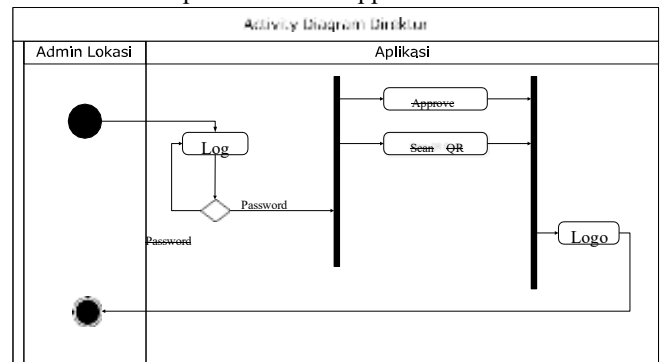 Activity Diagram Direktur
Admin Lokasi
Aplikasi
Approve
Log
Scan QR
Password
Password
Logo